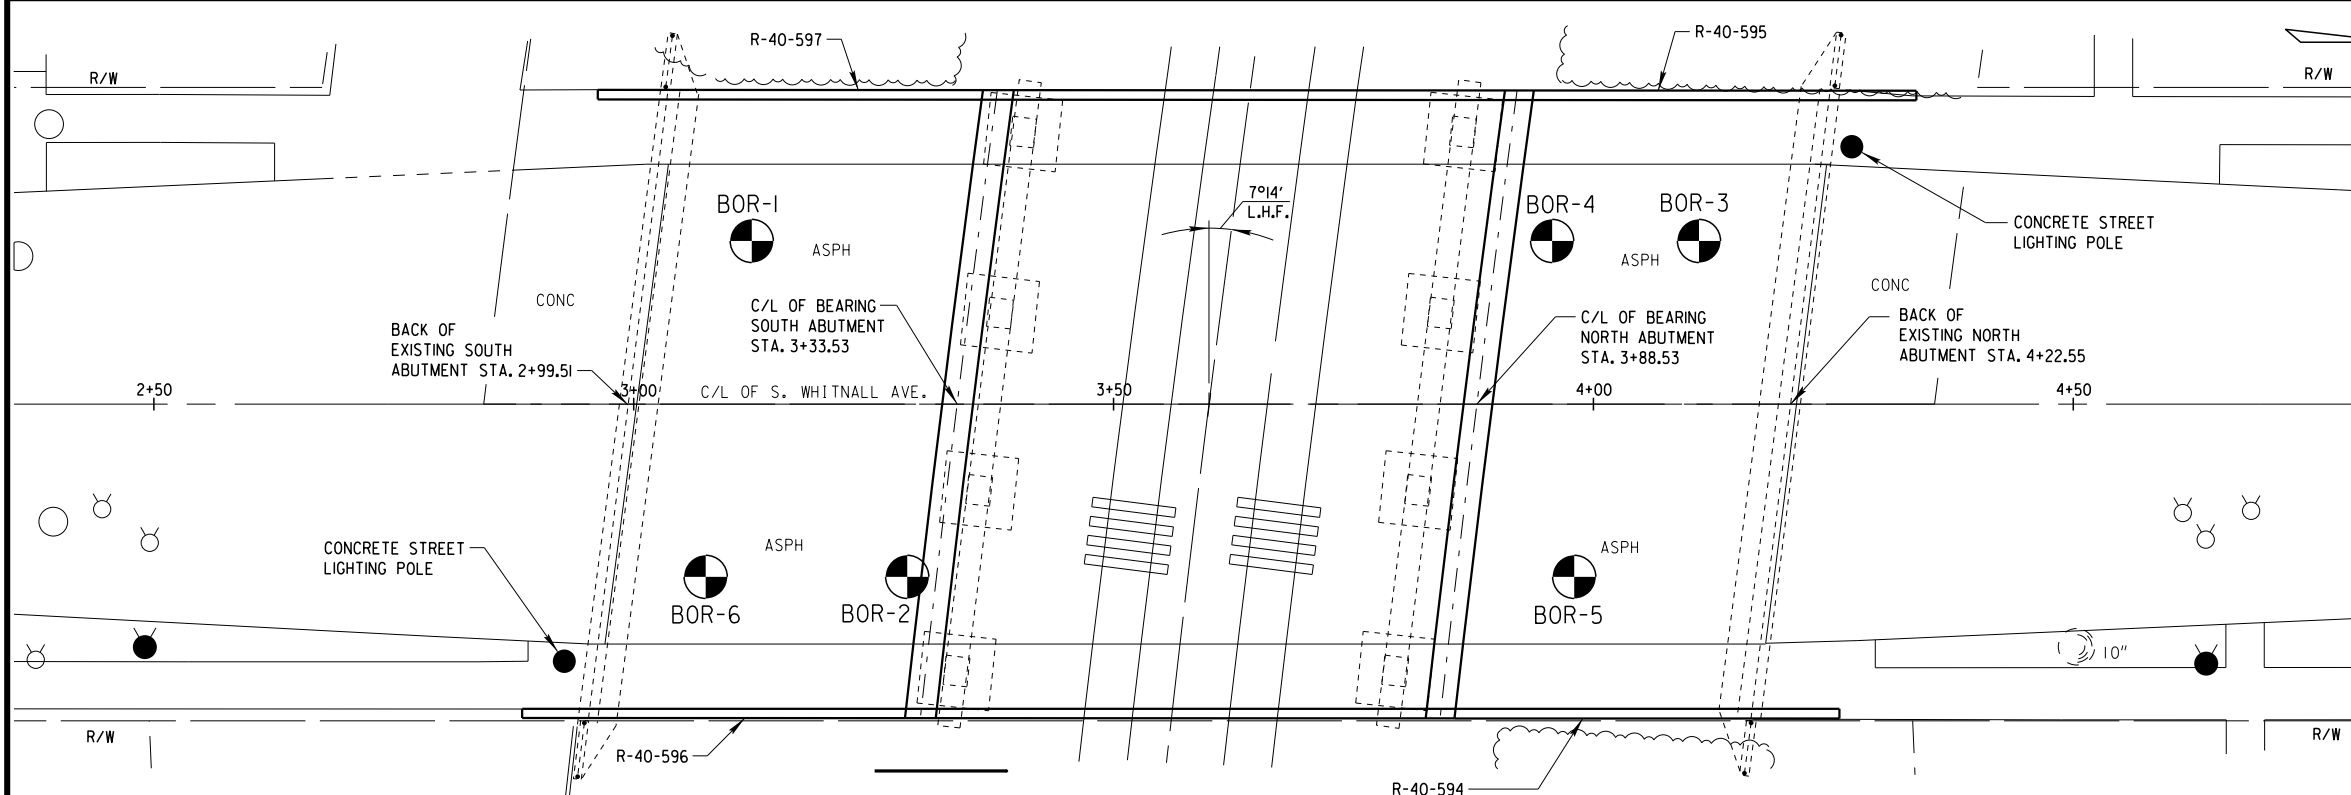 R-40-597
R-40-595
R/W
R/W
7°14'
L.H.F.
BOR-1
BOR-4
BOR-3
CONCRETE STREET
LIGHTING POLE
ASPH
ASPH
CONC
CONC
C/L OF BEARING
SOUTH ABUTMENT
STA. 3+33.53
C/L OF BEARING
NORTH ABUTMENT
STA. 3+88.53
BACK OF
EXISTING SOUTH
ABUTMENT STA. 2+99.51
BACK OF
EXISTING NORTH
ABUTMENT STA. 4+22.55
2+50
3+00
C/L OF S. WHITNALL AVE.
3+50
4+00
4+50
CONCRETE STREET
LIGHTING POLE
ASPH
ASPH
BOR-6
BOR-2
BOR-5
10"
R/W
R/W
R-40-596
R-40-594